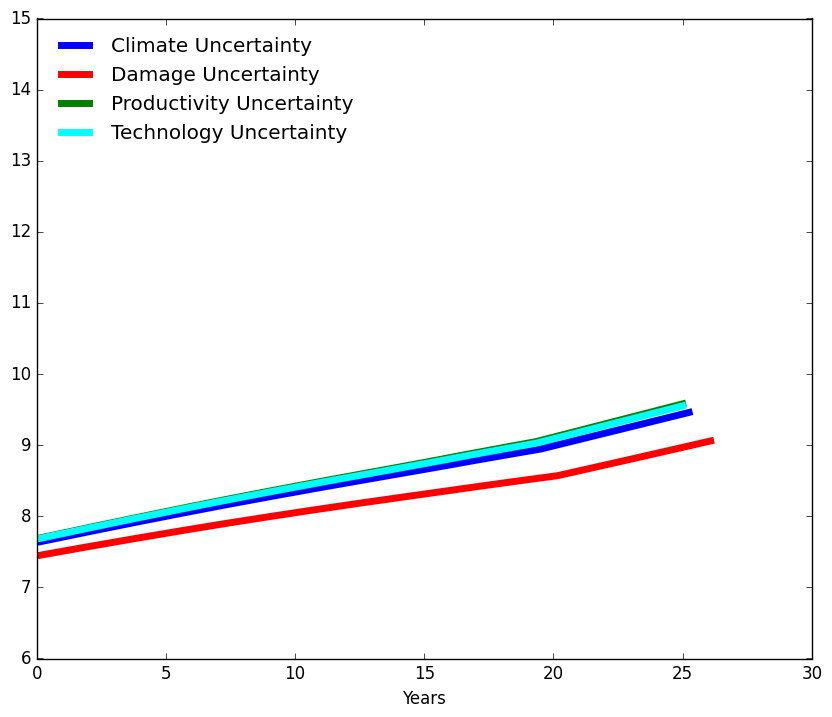 15
14
13
12
11
10
9
8
7
6
Climate Uncertainty
Damage Uncertainty
Productivity Uncertainty
Technology Uncertainty
0 5 10 15 20 25 30
Years